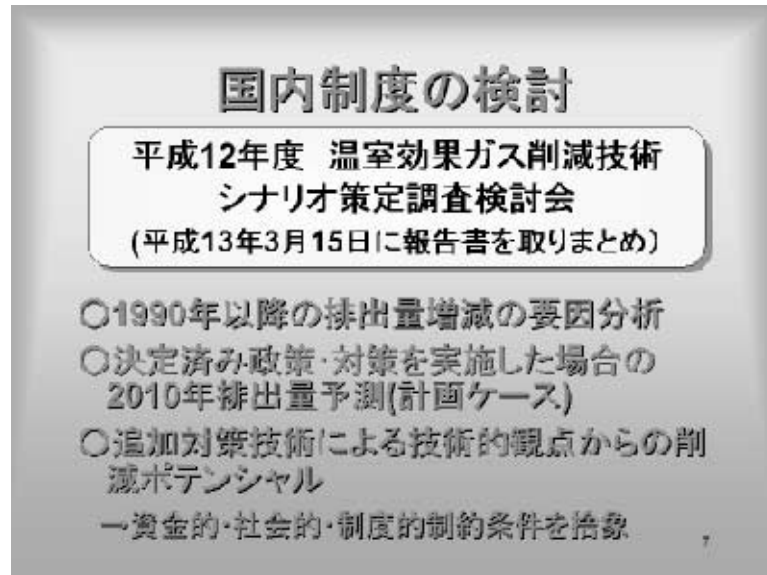 国内制度の検討
平成12年度 温室効果ガス削減技術
シナリオ策定調査検討会
(平成13年3月15日に報告書を取りまとめ)
○1990年以降の排出量増減の要因分析
○決定済み政策・対策を実施した場合の
2010年排出量予測(計画ケース)
○追加対策技術による技術的観点からの削
減ポテンシャル
→資金的・社会的・制度的制約条件を捨象
7